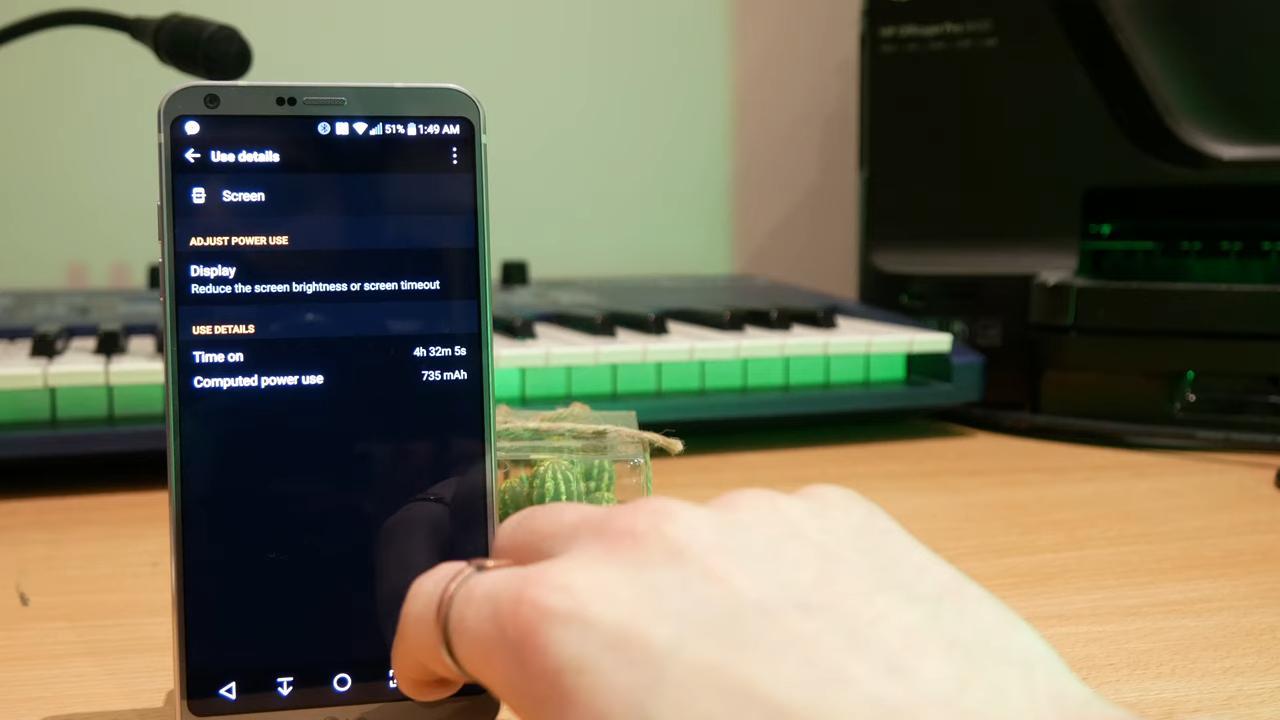 51% 1:49 AM
Use details
Screen
ADJUST POWER USE
Display
Reduce the screen brightness or screen timeout
USE DETAILS
Time on 4h 32m 5s
Computed power use 735 mAh